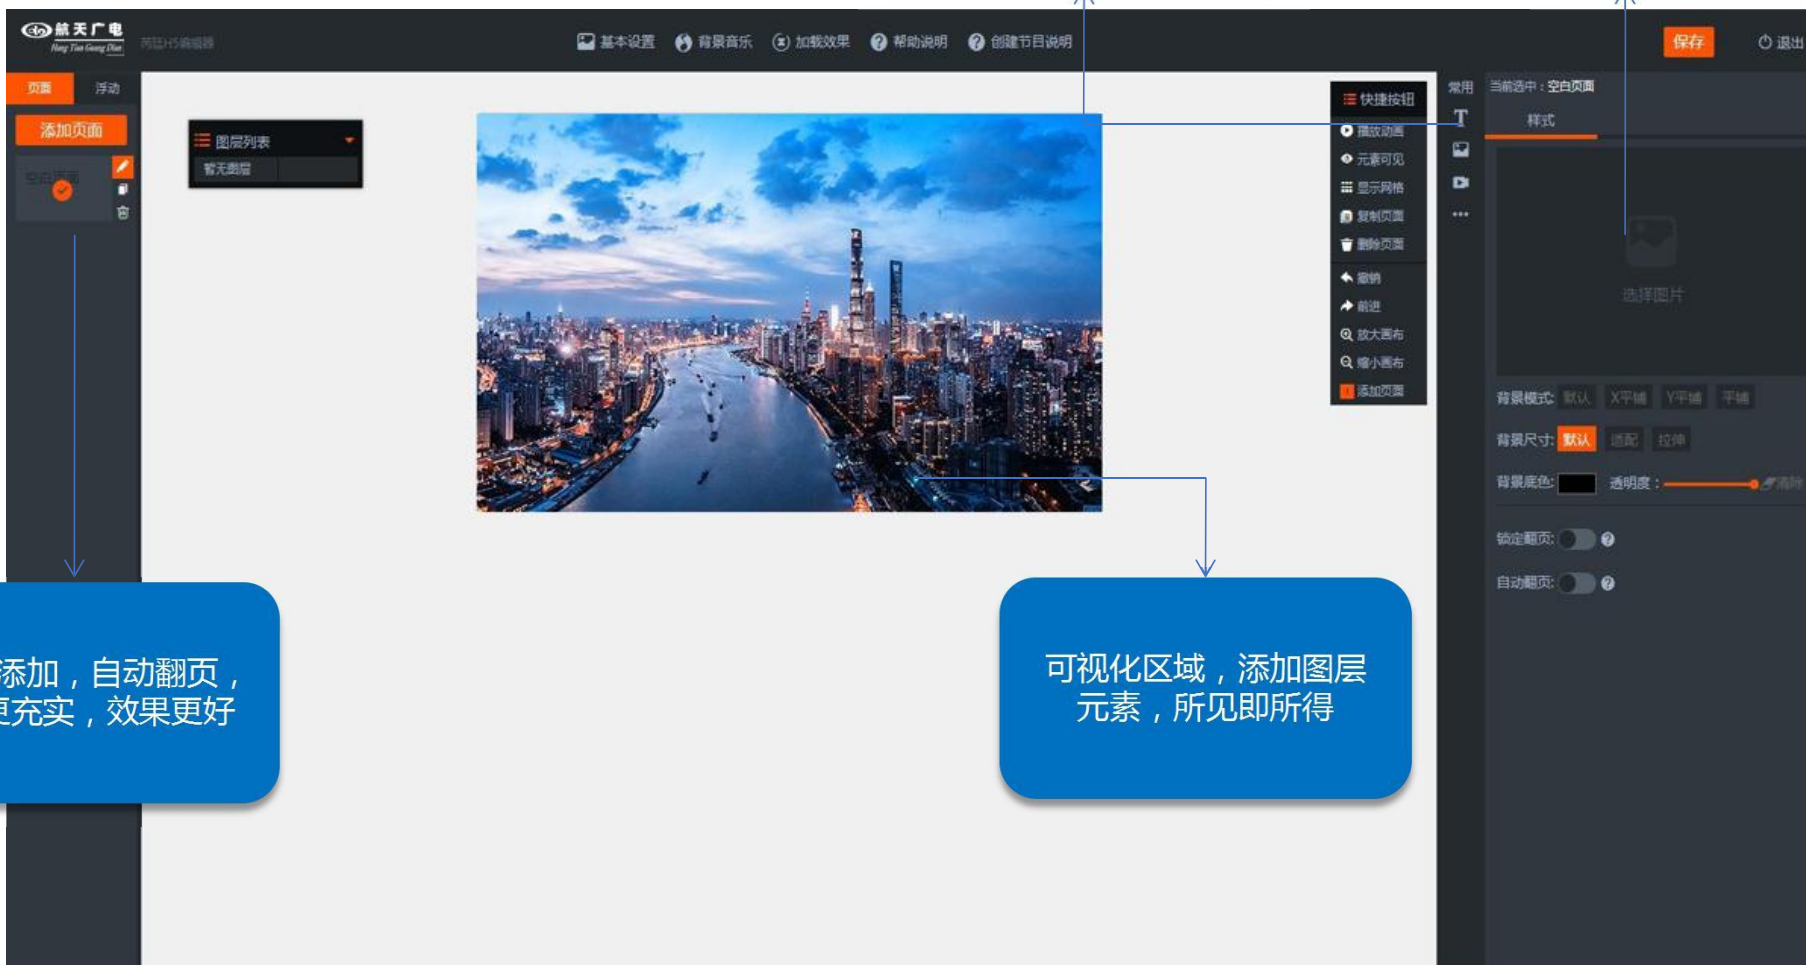 航天广电
Hang Tian Guang Dian
基本设置
背景音乐
加载效果
帮助说明
创建节目说明
保存
退出
页面
浮动
添加页面
图层列表
暂无图层
快捷按钮
播放动画
元素可见
显示网格
复制页面
删除页面
撤销
前进
放大画布
缩小画布
添加页面
常用
当前选中：空白页面
样式
选择图片
背景模式: 默认 X平铺 Y平铺 平铺
背景尺寸: 默认 适配 拉伸
背景底色: 透明度： 清除
锁定翻页:
自动翻页:
添加，自动翻页，
更充实，效果更好
可视化区域，添加图层
元素，所见即所得